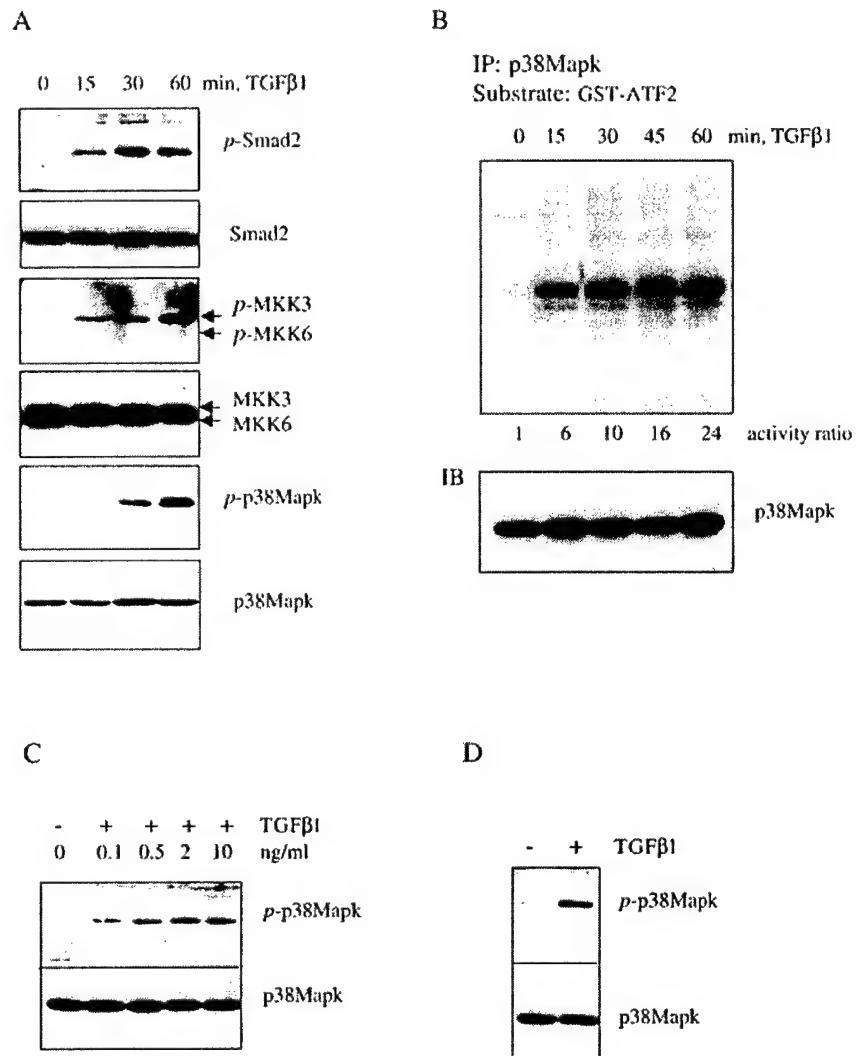 A
0 15 30 60 min, TGFβ1
p-Smad2
Smad2
p-MKK3
p-MKK6
MKK3
MKK6
p-p38Mapk
p38Mapk
B
IP: p38Mapk
Substrate: GST-ATF2
0 15 30 45 60 min, TGFβ1
1 6 10 16 24 activity ratio
IB
p38Mapk
C
- + + + + TGFβ1
0 0.1 0.5 2 10 ng/ml
p-p38Mapk
p38Mapk
D
- + TGFβ1
p-p38Mapk
p38Mapk